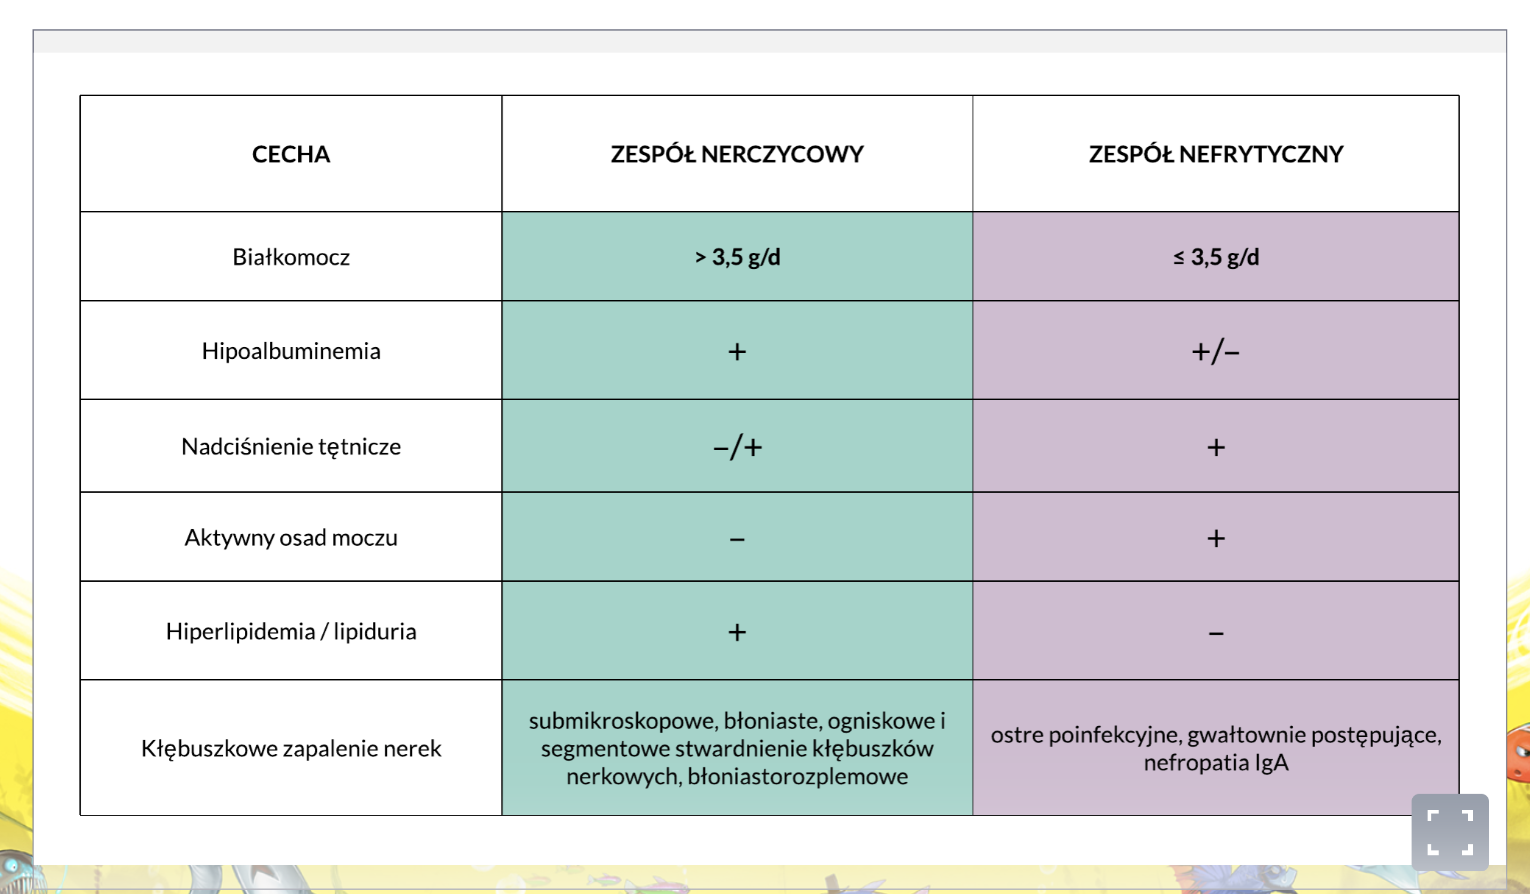 CECHA
ZESPÓŁ NERCZYCOWY
ZESPÓŁ NEFRYTYCZNY
Białkomocz
> 3,5 g/d
≤ 3,5 g/d
Hipoalbuminemia
+
+/–
Nadciśnienie tętnicze
–/+
+
Aktywny osad moczu
–
+
Hiperlipidemia / lipiduria
+
–
Kłębuszkowe zapalenie nerek
submikroskopowe, błoniaste, ogniskowe i
segmentowe stwardnienie kłębuszków
nerkowych, błoniastorozplemowe
ostre poinfekcyjne, gwałtownie postępujące,
nefropatia IgA